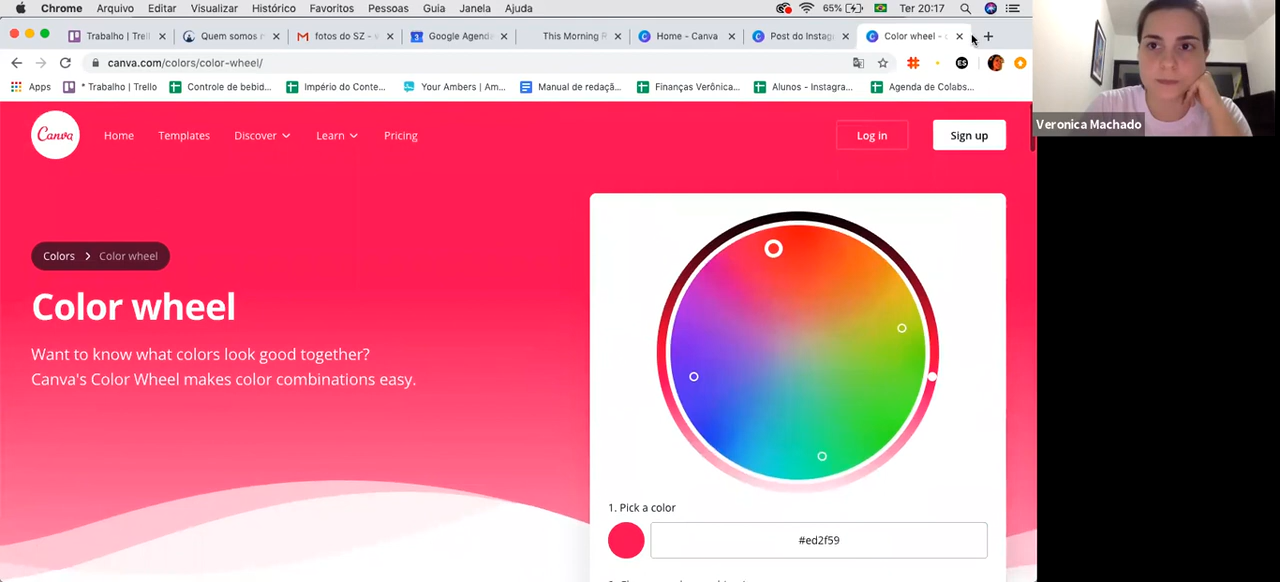 Chrome Arquivo Editar Visualizar Histórico Favoritos Pessoas Guia Janela Ajuda 65% Ter 20:17
Trabalho | Trell Quem somos n fotos do SZ - v Google Agenda This Morning R Home - Canva Post do Instag Color wheel - c
canva.com/colors/color-wheel/
Apps * Trabalho | Trello Controle de bebid... Império do Conte... Your Ambers | Am... Manual de redaçã... Finanças Verônica... Alunos - Instagra... Agenda de Colabs...
Canva Home Templates Discover Learn Pricing Log in Sign up
Veronica Machado
Colors > Color wheel
Color wheel
Want to know what colors look good together?
Canva's Color Wheel makes color combinations easy.
1. Pick a color
#ed2f59